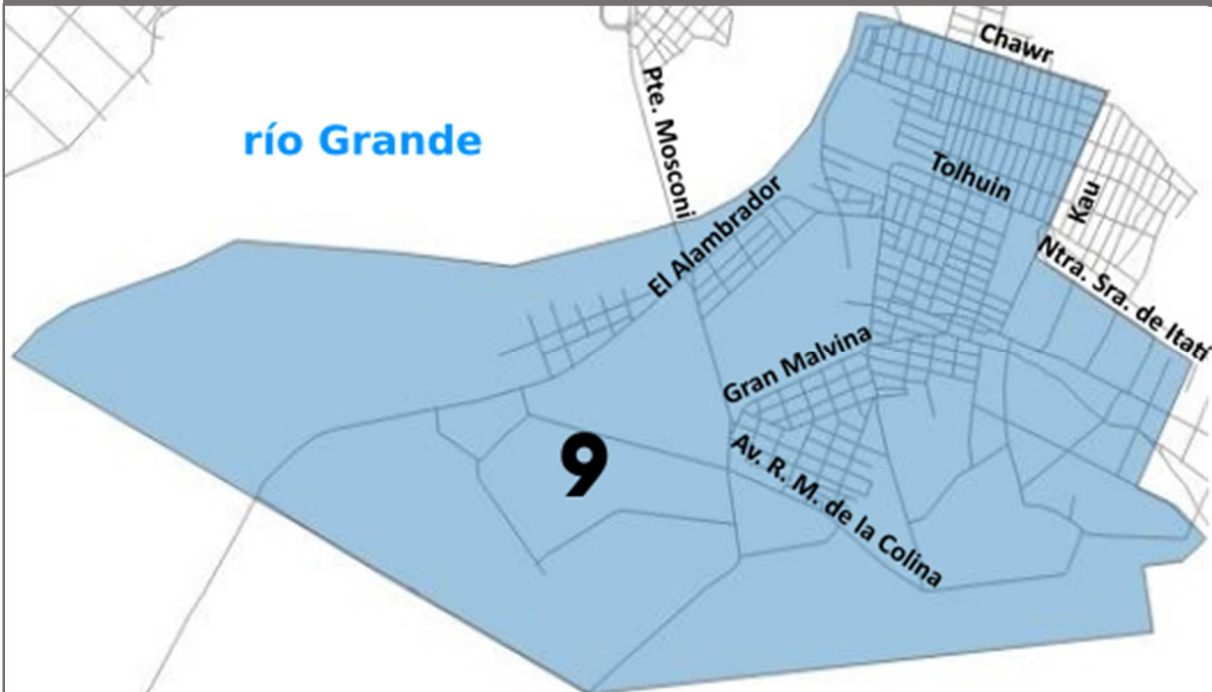 Chawr
Pte. Mosconi
río Grande
Tolhuin
El Alambrador
Kau
Ntra. Sra. de Itatí
Gran Malvina
9
Av. R. M. de la Colina